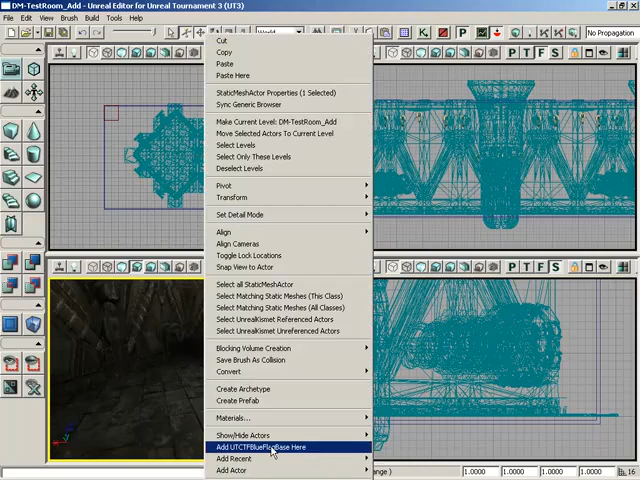 DM-TestRoom_Add - Unreal Editor for Unreal Tournament 3 (UT3)
File Edit View Brush Build Tools Help
World
No Propagation
P T F S
P T F S
Cut
Copy
Paste
Paste Here
StaticMeshActor Properties (1 Selected)
Sync Generic Browser
Make Current Level: DM-TestRoom_Add
Move Selected Actors To Current Level
Select Levels
Select Only These Levels
Deselect Levels
Pivot
Transform
Set Detail Mode
Align
Align Cameras
Toggle Lock Locations
Snap View to Actor
Select all StaticMeshActor
Select Matching Static Meshes (This Class)
Select Matching Static Meshes (All Classes)
Select UnrealKismet Referenced Actors
Select UnrealKismet Unreferenced Actors
Blocking Volume Creation
Save Brush As Collision
Convert
Create Archetype
Create Prefab
Materials...
Show/Hide Actors
Add UTCTFBlueFlagBase Here
Add Recent
Add Actor
1.0000 1.0000 1.0000 16